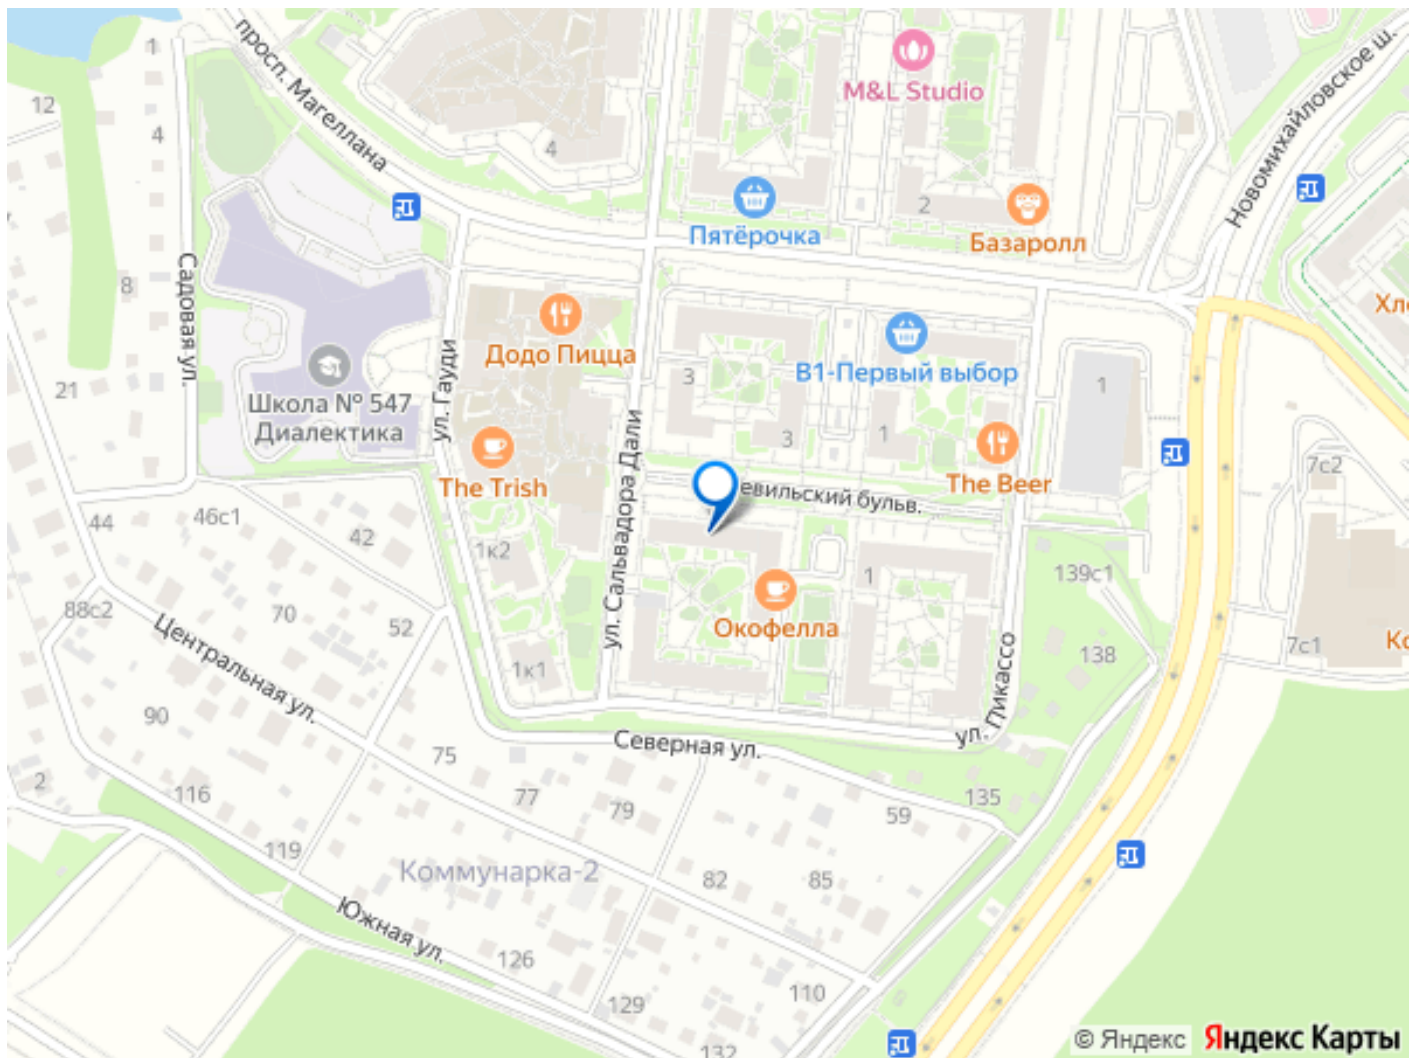 1
12
4
просп. Магеллана
4
M&L Studio
Новомихайловское ш.
Пятёрочка
2
Базаролл
Садовая ул.
8
Додо Пицца
ул. Гауди
21
Школа № 547
Диалектика
3
В1-Первый выбор
1
3
1
The Beer
The Trish
ул. Сальвадора Дали
евильский бульв.
7с2
44
46с1
42
1к2
1
139с1
88с2
70
52
Центральная ул.
Окофелла
138
7с1
1к1
90
ул. Пикассо
Северная ул.
75
2
116
77
79
135
59
119
Коммунарка-2
82
85
Южная ул.
126
129
110
132
© Яндекс Яндекс Карты